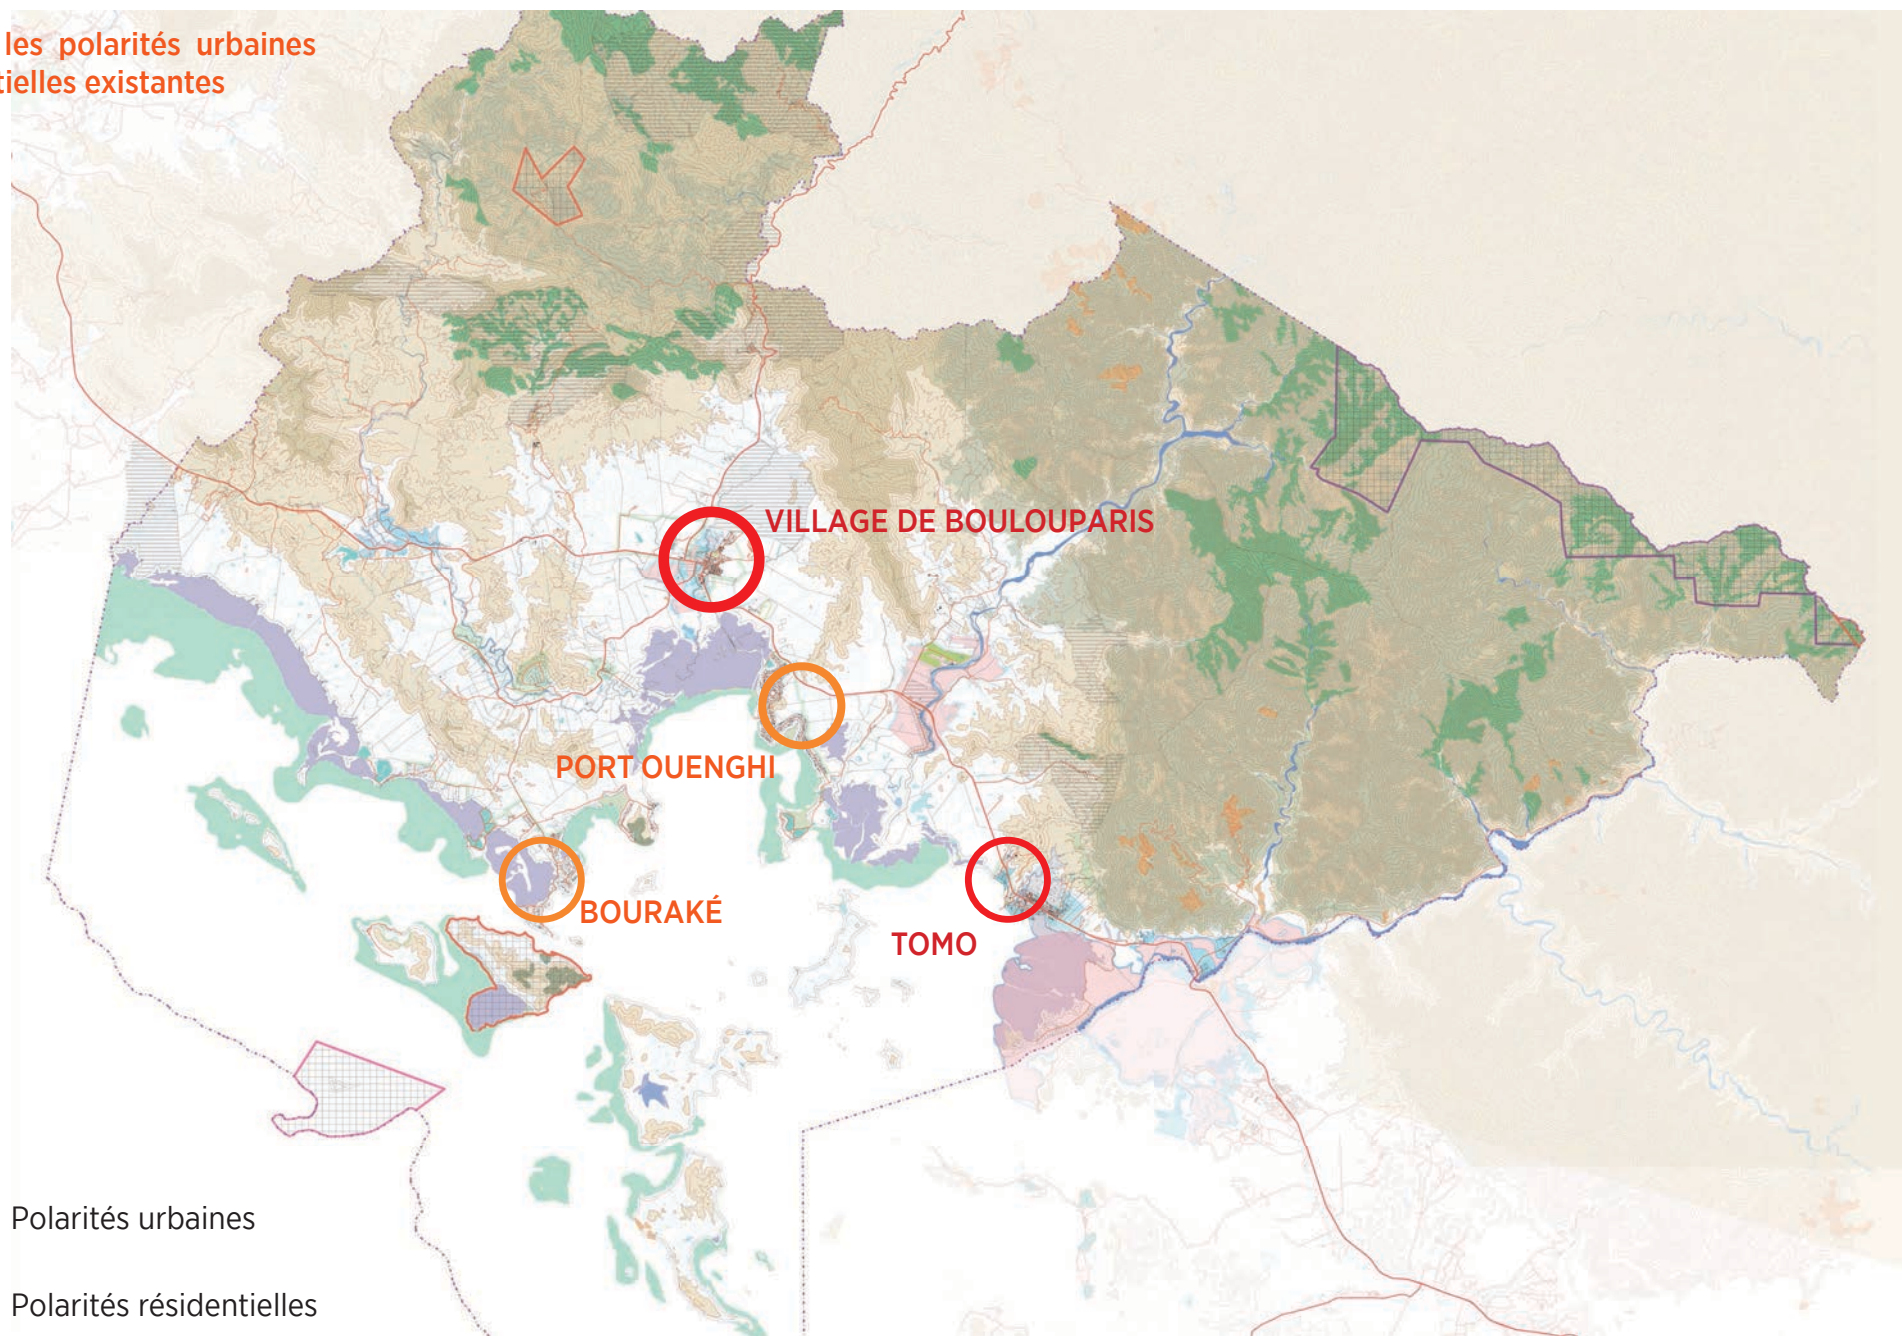 les polarités urbaines
tielles existantes
VILLAGE DE BOULOUPARIS
PORT OUENGHI
BOURAKÉ
TOMO
Polarités urbaines
Polarités résidentielles